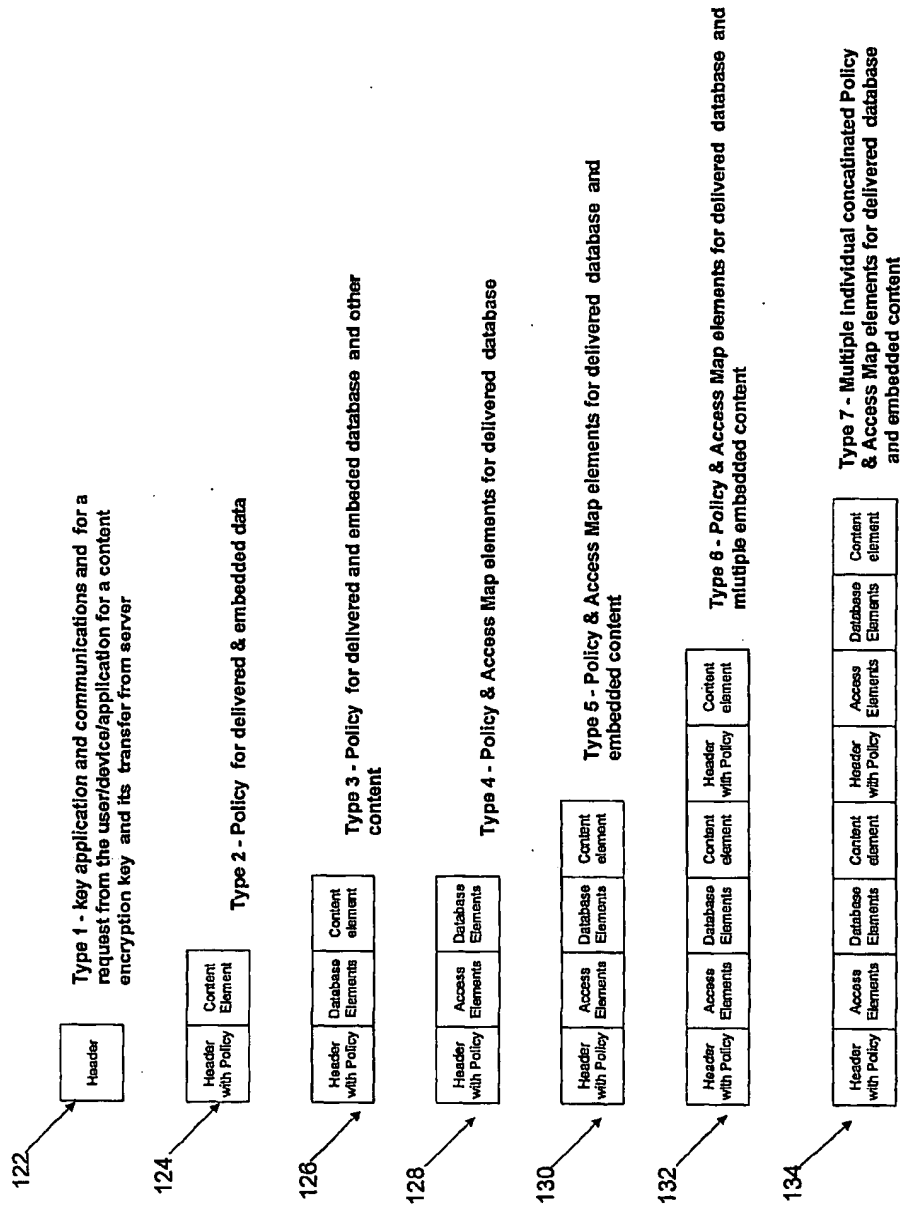 122
Header
Type 1 - key application and communications and for a
request from the user/device/application for a content
encryption key and its transfer from server
124
Header
with Policy
Content
Element
Type 2 - Policy for delivered & embedded data
126
Header
with Policy
Database
Elements
Content
element
Type 3 - Policy for delivered and embeded database and other
content
128
Header
with Policy
Access
Elements
Database
Elements
Type 4 - Policy & Access Map elements for delivered database
130
Header
with Policy
Access
Elements
Database
Elements
Content
element
Type 5 - Policy & Access Map elements for delivered database and
embedded content
132
Header
with Policy
Access
Elements
Database
Elements
Content
element
Header
with Policy
Content
element
Type 6 - Policy & Access Map elements for delivered database and
mlutiple embedded content
134
Header
with Policy
Access
Elements
Database
Elements
Content
element
Header
with Policy
Access
Elements
Database
Elements
Content
element
Type 7 - Multiple Individual concatinated Policy
& Access Map elements for delivered database
and embedded content